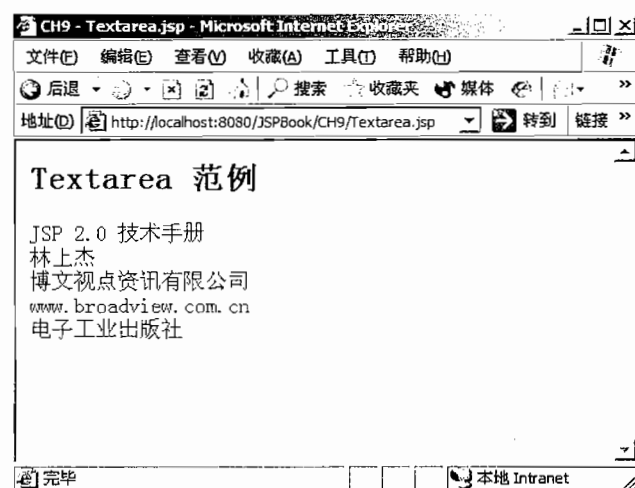 CH9 - Textarea.jsp - Microsoft Internet Explorer
文件(F) 编辑(E) 查看(V) 收藏(A) 工具(T) 帮助(H)
后退 搜索 收藏夹 媒体 »
地址(D) http://localhost:8080/JSPBook/CH9/Textarea.jsp 转到 链接 »
Textarea 范例
JSP 2.0 技术手册
林上杰
博文视点资讯有限公司
www.broadview.com.cn
电子工业出版社
完毕 本地 Intranet